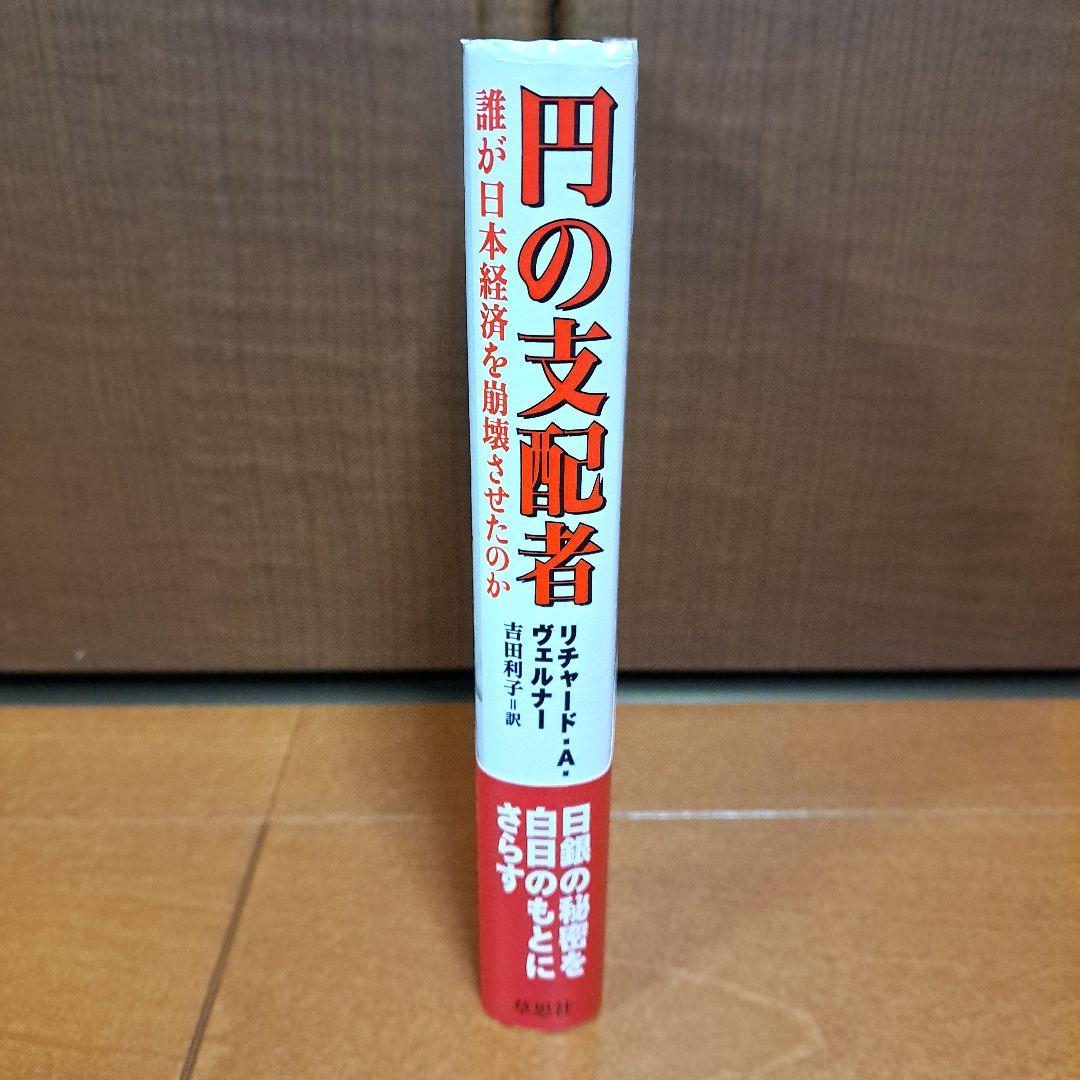 円の支配者
誰が日本経済を崩壊させたのか
リチャード・A・
ヴェルナー
吉田利子=訳
日銀の秘密を
白日のもとに
さらす
草思社